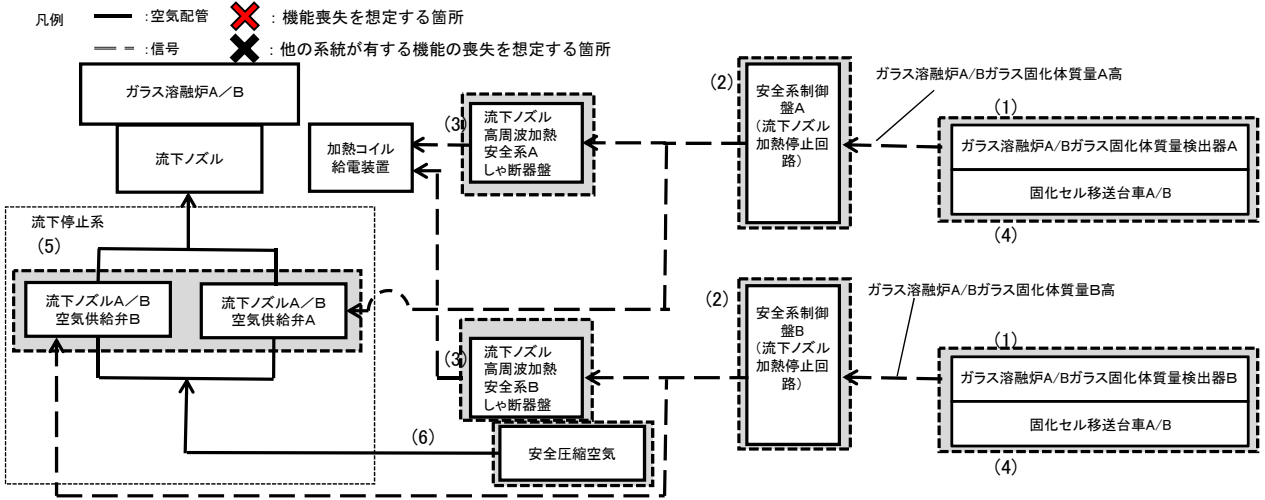 凡例
：空気配管
：機能喪失を想定する箇所
：信号
：他の系統が有する機能の喪失を想定する箇所
ガラス溶融炉A／B
流下ノズル
加熱コイル
給電装置
(3)
流下ノズル
高周波加熱
安全系A
しゃ断器盤
(2)
安全系制御
盤A
(流下ノズル
加熱停止回
路)
ガラス溶融炉A/Bガラス固化体質量A高
(1)
ガラス溶融炉A/Bガラス固化体質量検出器A
固化セル移送台車A/B
(4)
流下停止系
(5)
流下ノズルA／B
空気供給弁B
流下ノズルA／B
空気供給弁A
(3)
流下ノズル
高周波加熱
安全系B
しゃ断器盤
(2)
安全系制御
盤B
(流下ノズル
加熱停止回
路)
ガラス溶融炉A/Bガラス固化体質量B高
(1)
ガラス溶融炉A/Bガラス固化体質量検出器B
固化セル移送台車A/B
(4)
(6)
安全圧縮空気